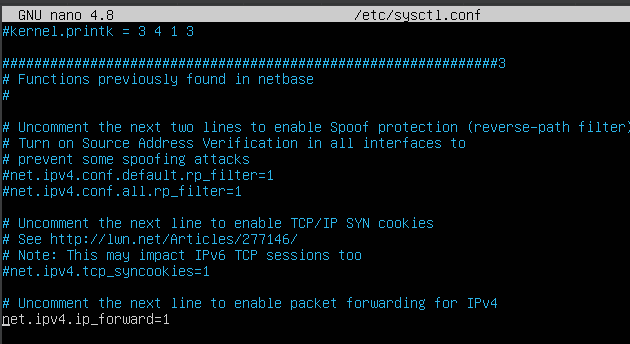 GNU nano 4.8 /etc/sysctl.conf
#kernel.printk = 3 4 1 3
##############################################################3
# Functions previously found in netbase
#
# Uncomment the next two lines to enable Spoof protection (reverse-path filter)
# Turn on Source Address Verification in all interfaces to
# prevent some spoofing attacks
#net.ipv4.conf.default.rp_filter=1
#net.ipv4.conf.all.rp_filter=1
# Uncomment the next line to enable TCP/IP SYN cookies
# See http://lwn.net/Articles/277146/
# Note: This may impact IPv6 TCP sessions too
#net.ipv4.tcp_syncookies=1
# Uncomment the next line to enable packet forwarding for IPv4
net.ipv4.ip_forward=1